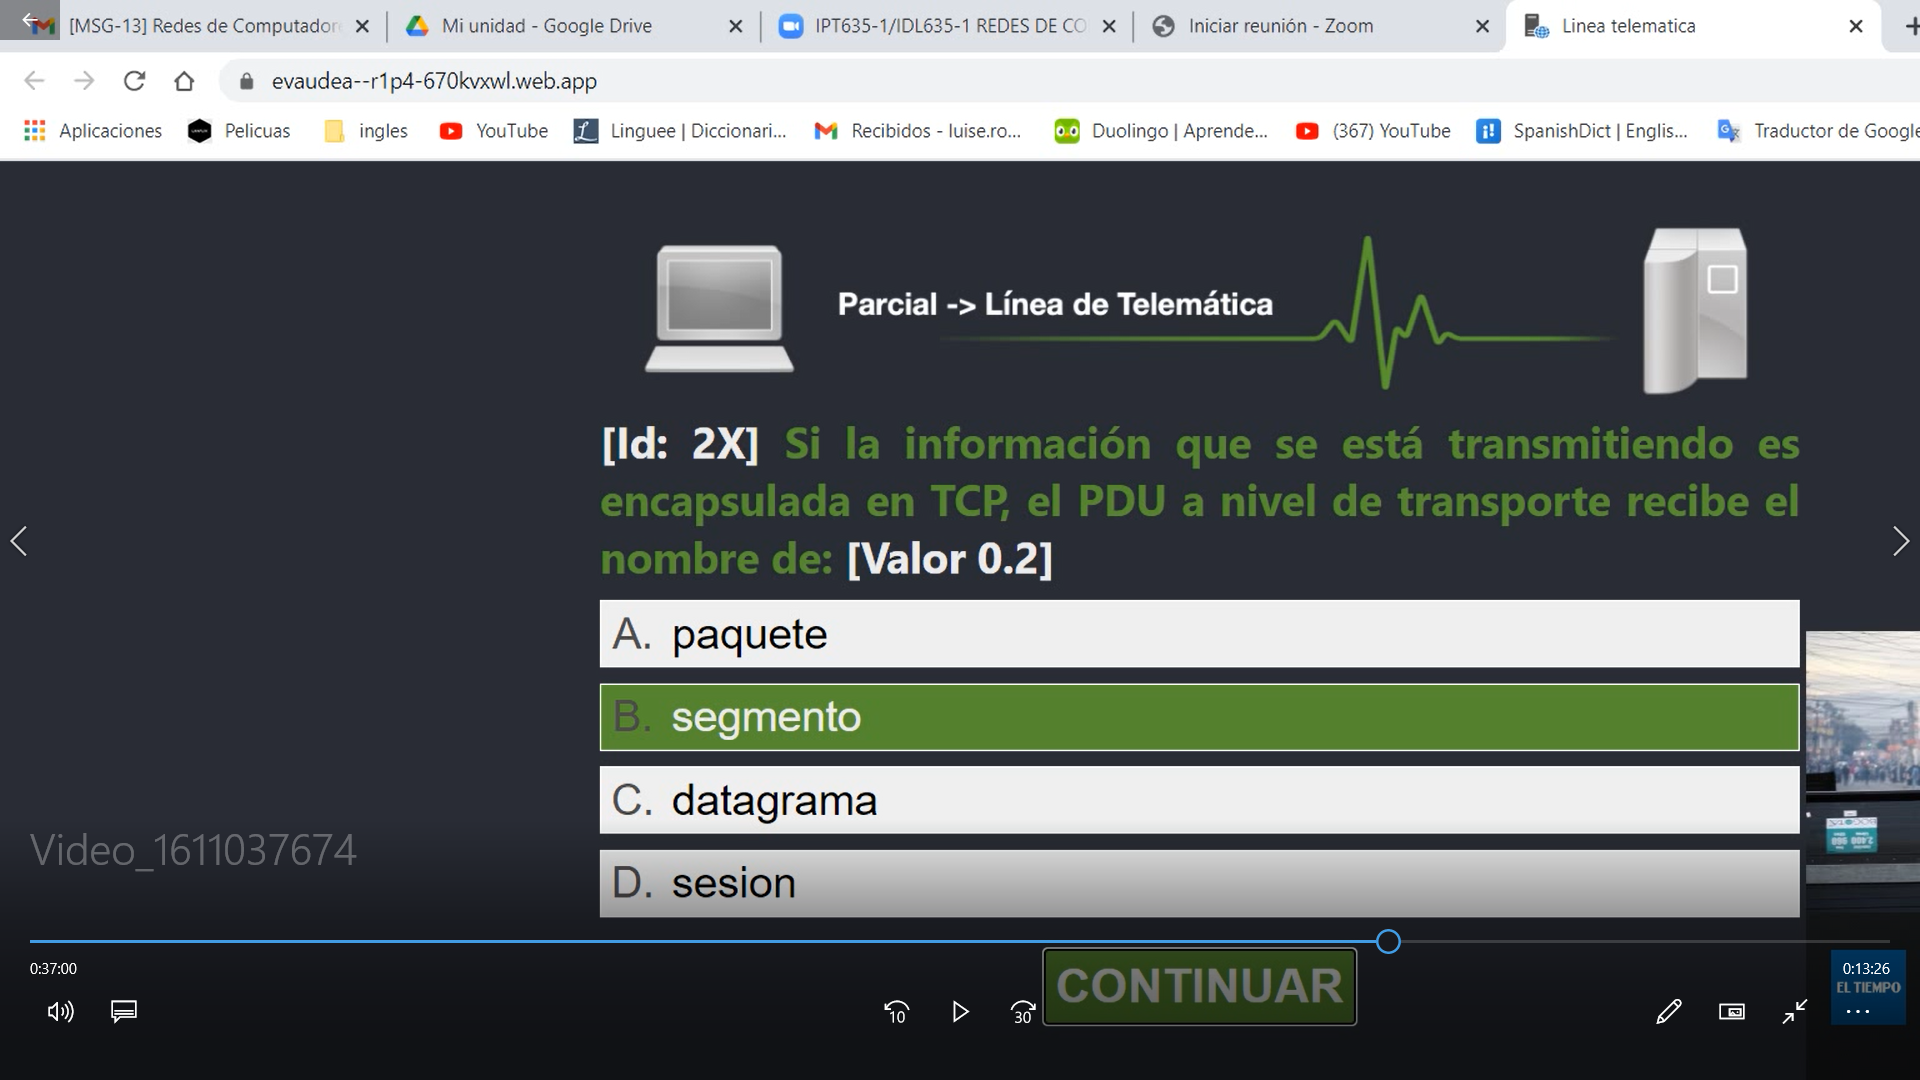 [MSG-13] Redes de Computador
Mi unidad - Google Drive
IPT635-1/IDL635-1 REDES DE CO
Iniciar reunión - Zoom
Linea telematica
evaudea--r1p4-670kvxwl.web.app
Aplicaciones
Pelicuas
ingles
YouTube
Linguee | Diccionari...
Recibidos - luise.ro...
Duolingo | Aprende...
(367) YouTube
SpanishDict | Englis...
Traductor de Google
Parcial -> Línea de Telemática
[Id: 2X] Si la información que se está transmitiendo es
encapsulada en TCP, el PDU a nivel de transporte recibe el
nombre de: [Valor 0.2]
A. paquete
B. segmento
C. datagrama
D. sesion
Video_1611037674
0:37:00
0:13:26
EL TIEMPO
CONTINUAR
10
30